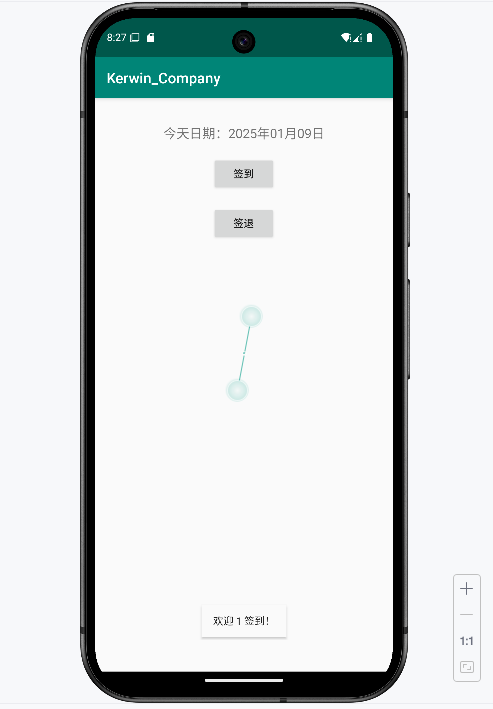 8:27
Kerwin_Company
今天日期：2025年01月09日
签到
签退
欢迎 1 签到！
1:1